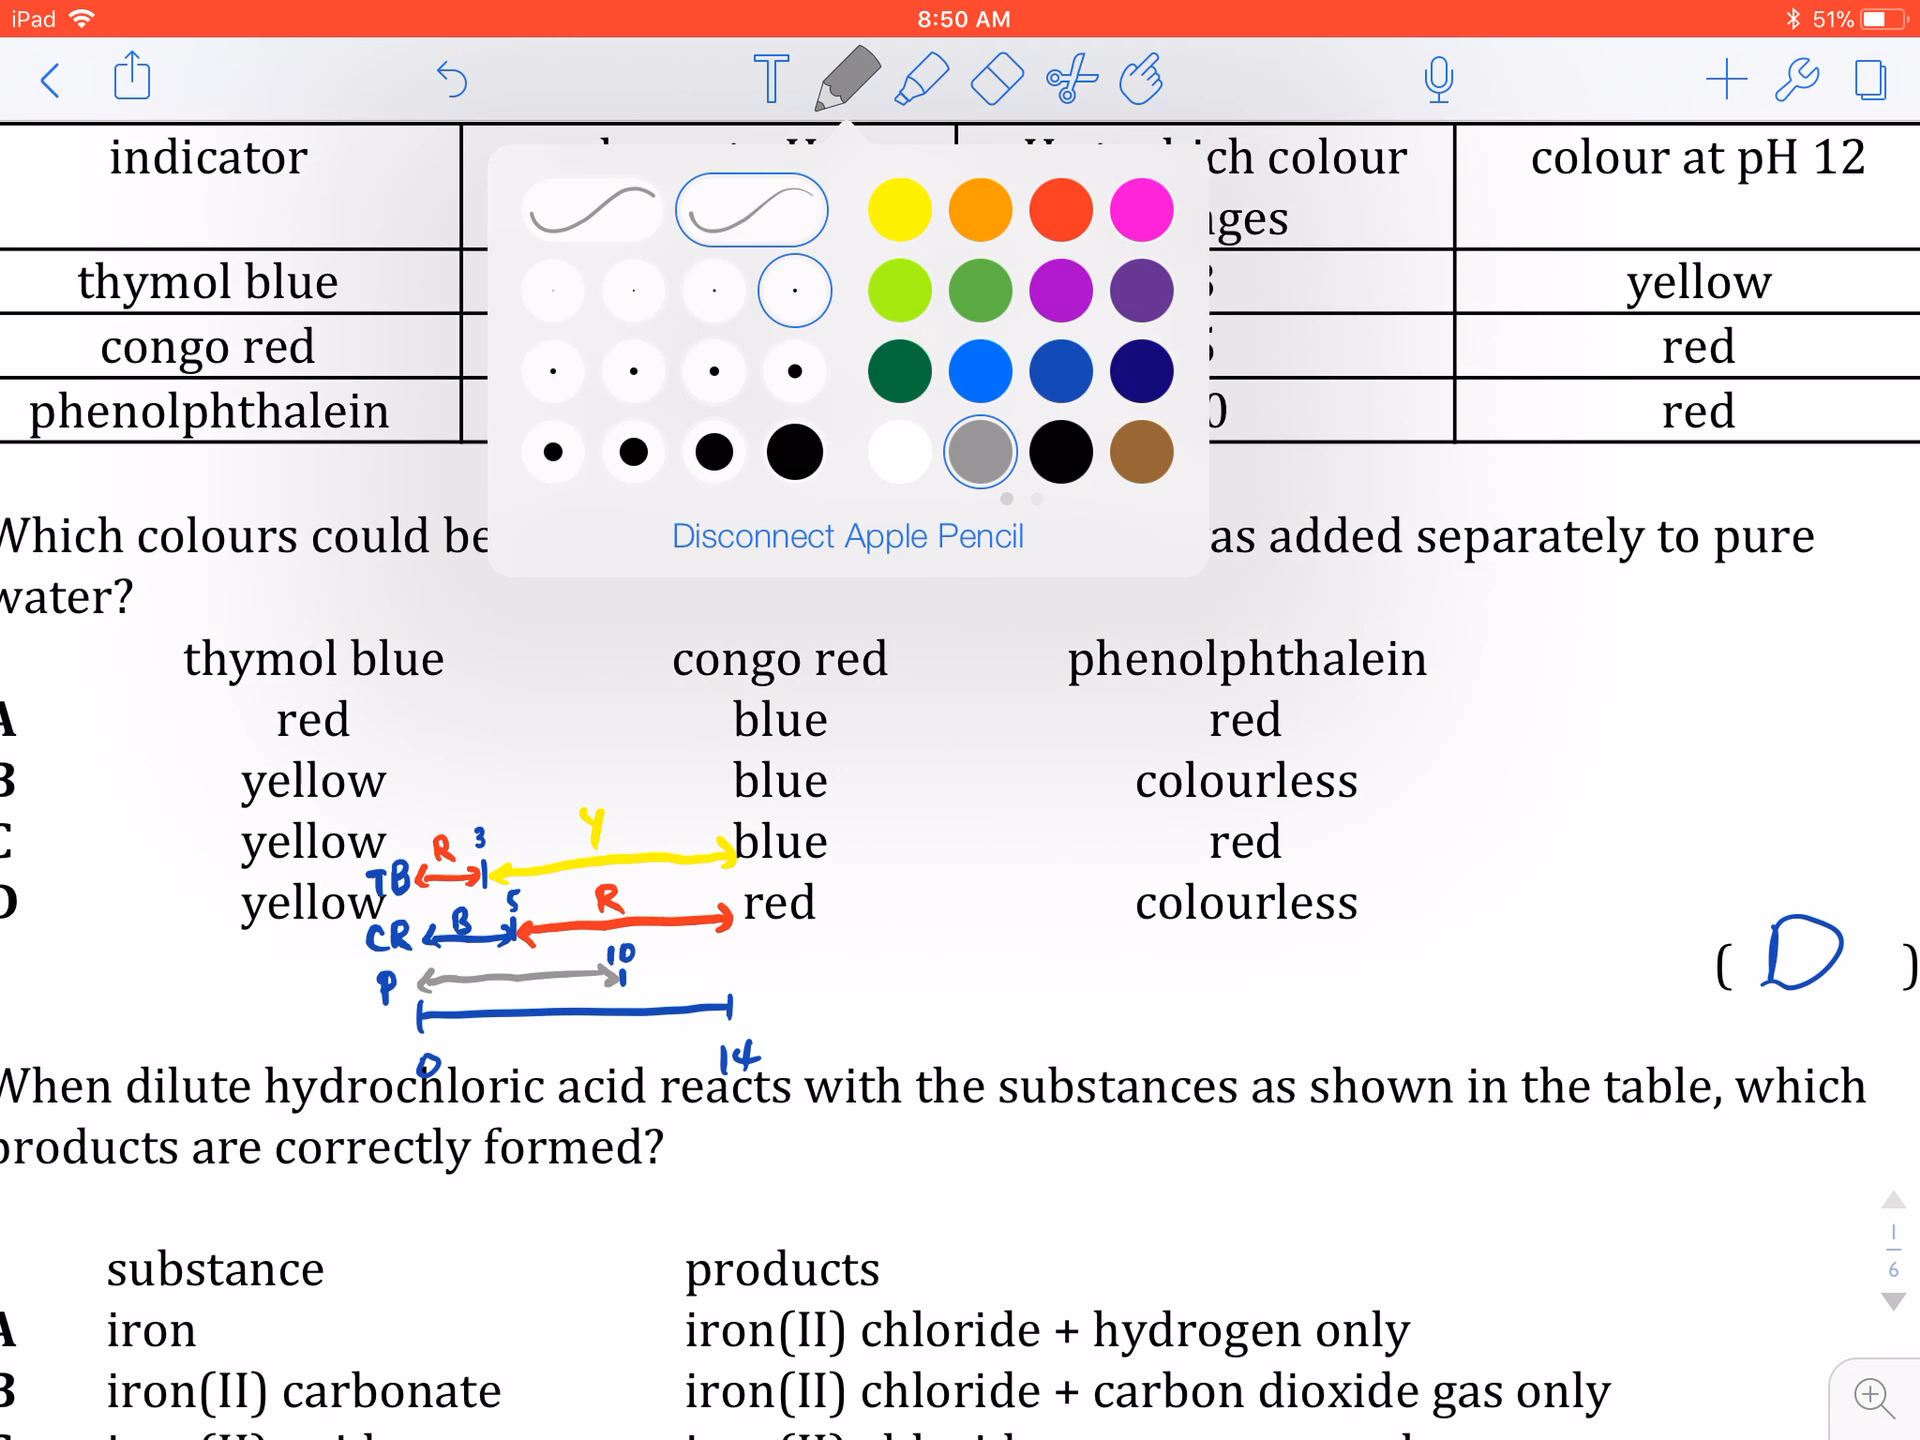 iPad 8:50 AM 51%
T
indicator ch colour colour at pH 12
ges
thymol blue yellow
congo red red
phenolphthalein 0 red
Disconnect Apple Pencil
Which colours could be as added separately to pure
water?
thymol blue congo red phenolphthalein
A red blue red
B yellow blue colourless
C yellow blue red
D yellow red colourless
R 3 Y
TB
5 R
CR B
10
P
( D )
0 14
When dilute hydrochloric acid reacts with the substances as shown in the table, which
products are correctly formed?
1
6
substance products
A iron iron(II) chloride + hydrogen only
B iron(II) carbonate iron(II) chloride + carbon dioxide gas only